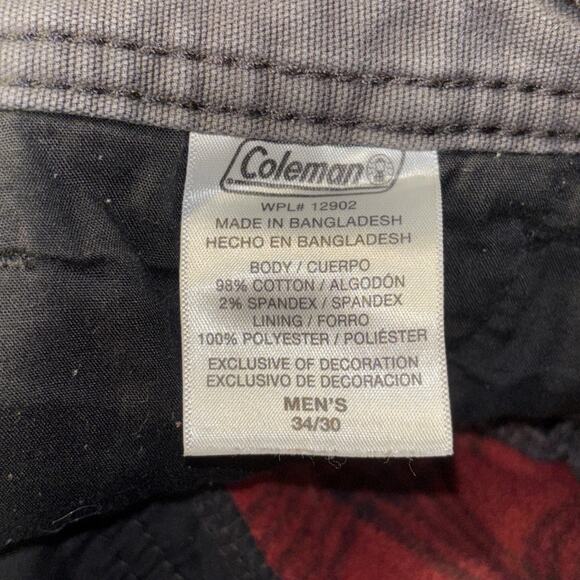 Coleman
WPL# 12902
MADE IN BANGLADESH
HECHO EN BANGLADESH
BODY / CUERPO
98% COTTON / ALGODÓN
2% SPANDEX / SPANDEX
LINING / FORRO
100% POLYESTER / POLIÉSTER
EXCLUSIVE OF DECORATION
EXCLUSIVO DE DECORACION
MEN'S
34/30